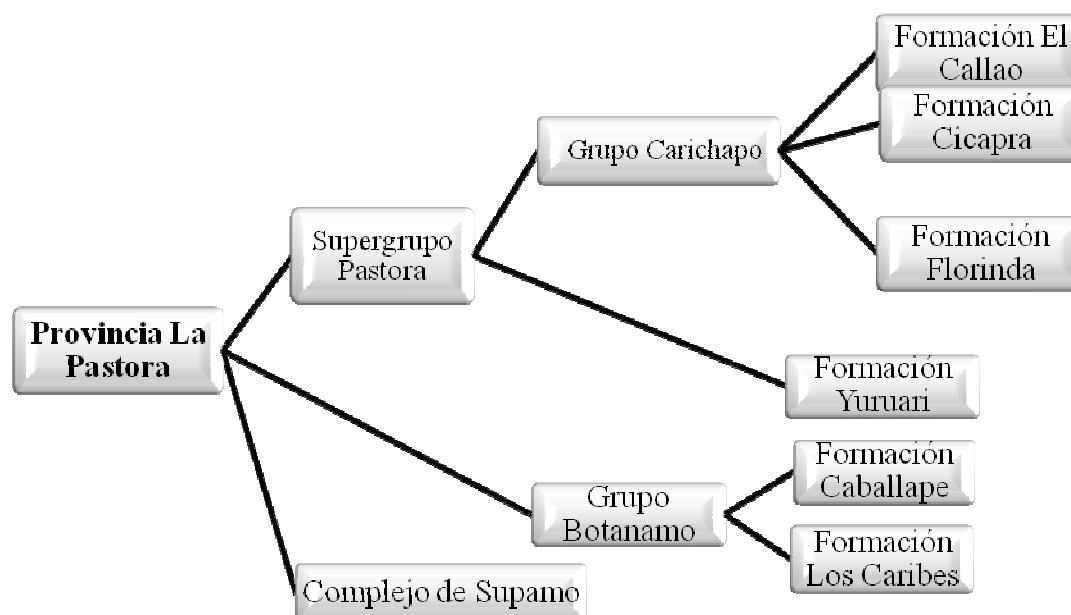 Provincia La
Pastora
Supergrupo
Pastora
Grupo Carichapo
Formación El
Callao
Formación
Cicapra
Formación
Florinda
Formación
Yuruari
Grupo
Botanamo
Formación
Caballape
Formación
Los Caribes
Complejo de Supamo